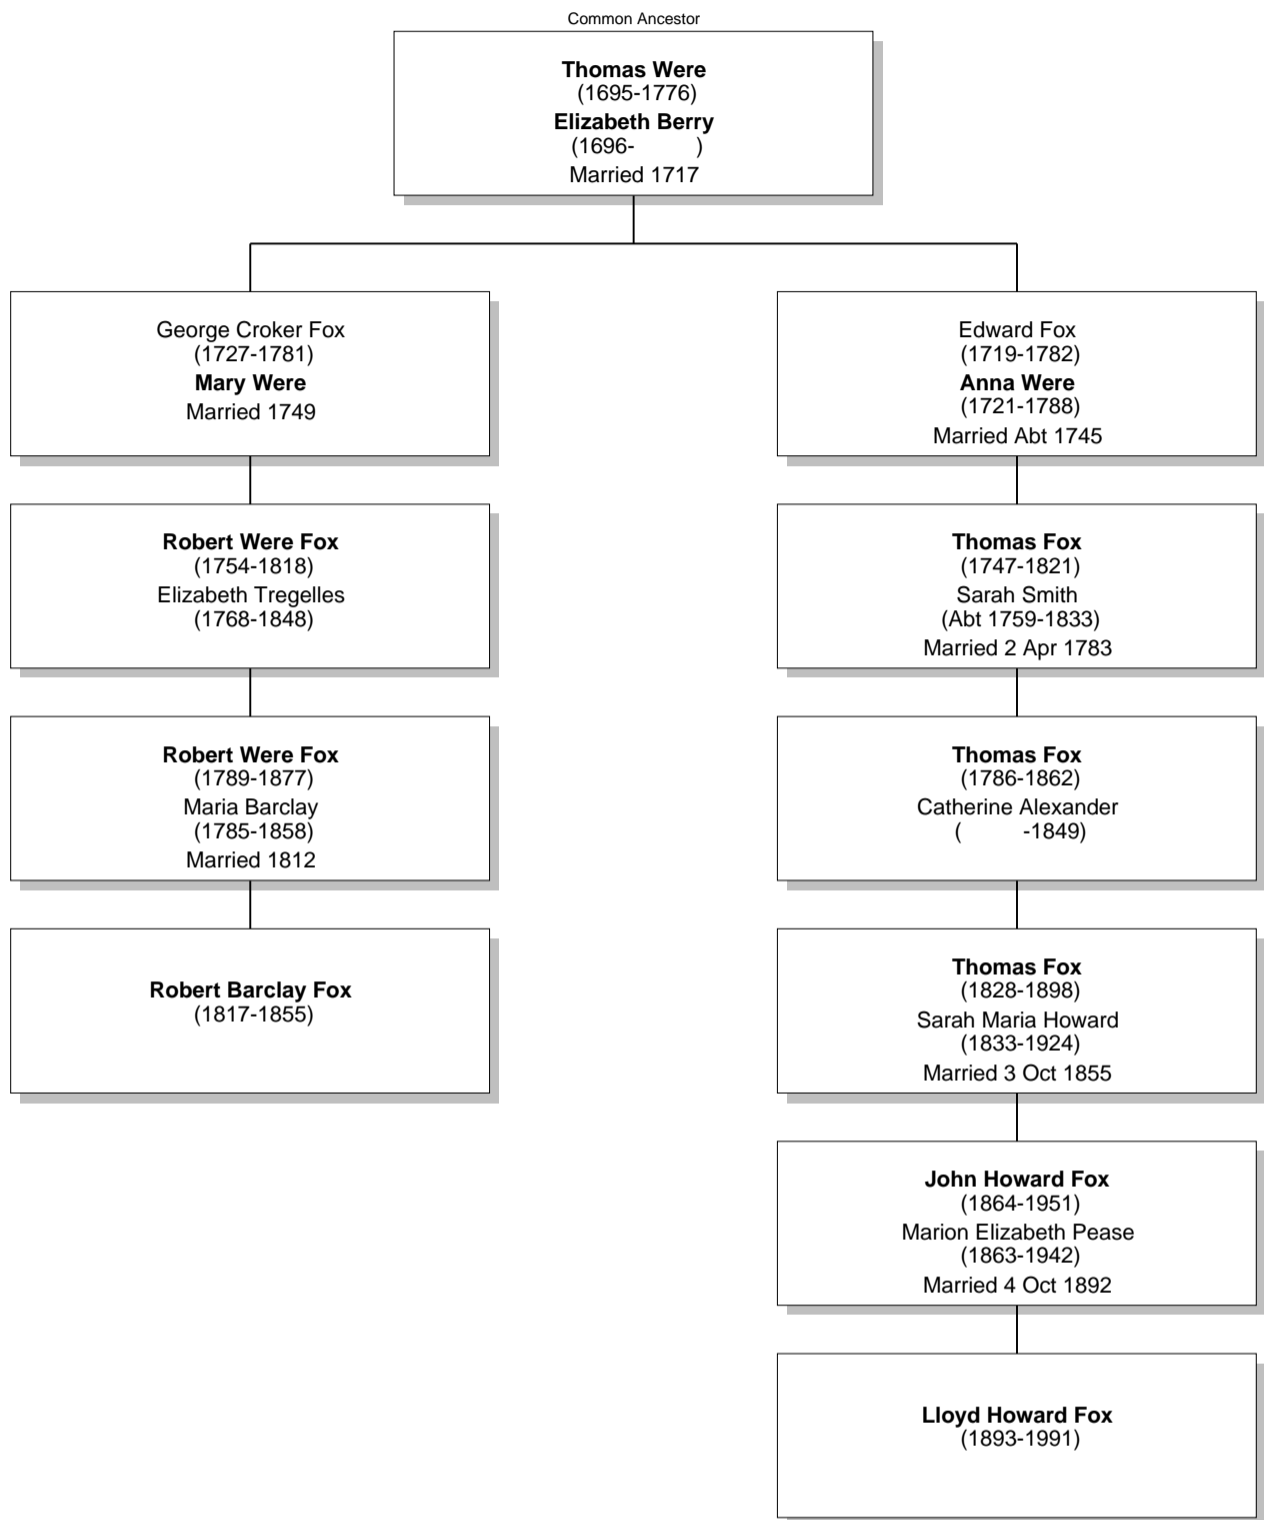 Common Ancestor
Thomas Were
(1695-1776)
Elizabeth Berry
(1696- )
Married 1717
George Croker Fox
(1727-1781)
Mary Were
Married 1749
Edward Fox
(1719-1782)
Anna Were
(1721-1788)
Married Abt 1745
Robert Were Fox
(1754-1818)
Elizabeth Tregelles
(1768-1848)
Thomas Fox
(1747-1821)
Sarah Smith
(Abt 1759-1833)
Married 2 Apr 1783
Robert Were Fox
(1789-1877)
Maria Barclay
(1785-1858)
Married 1812
Thomas Fox
(1786-1862)
Catherine Alexander
( -1849)
Robert Barclay Fox
(1817-1855)
Thomas Fox
(1828-1898)
Sarah Maria Howard
(1833-1924)
Married 3 Oct 1855
John Howard Fox
(1864-1951)
Marion Elizabeth Pease
(1863-1942)
Married 4 Oct 1892
Lloyd Howard Fox
(1893-1991)